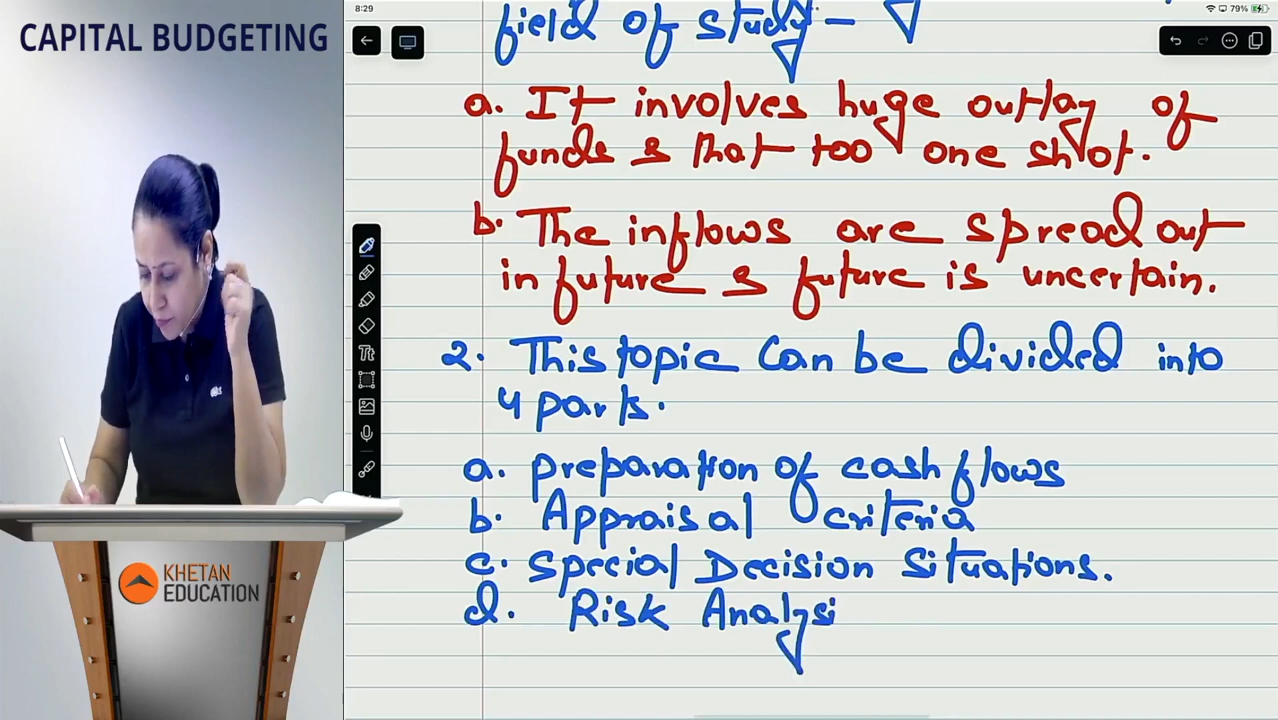 CAPITAL BUDGETING
8:29
79%
field of study -
a. It involves huge outlay of
funds & that too one shot.
b. The inflows are spread out
in future & future is uncertain.
2. This topic can be divided into
4 parts.
a. preparation of cash flows
b. Appraisal criteria
c. Special Decision Situations.
d. Risk Analysi
Tt
KHETAN
EDUCATION